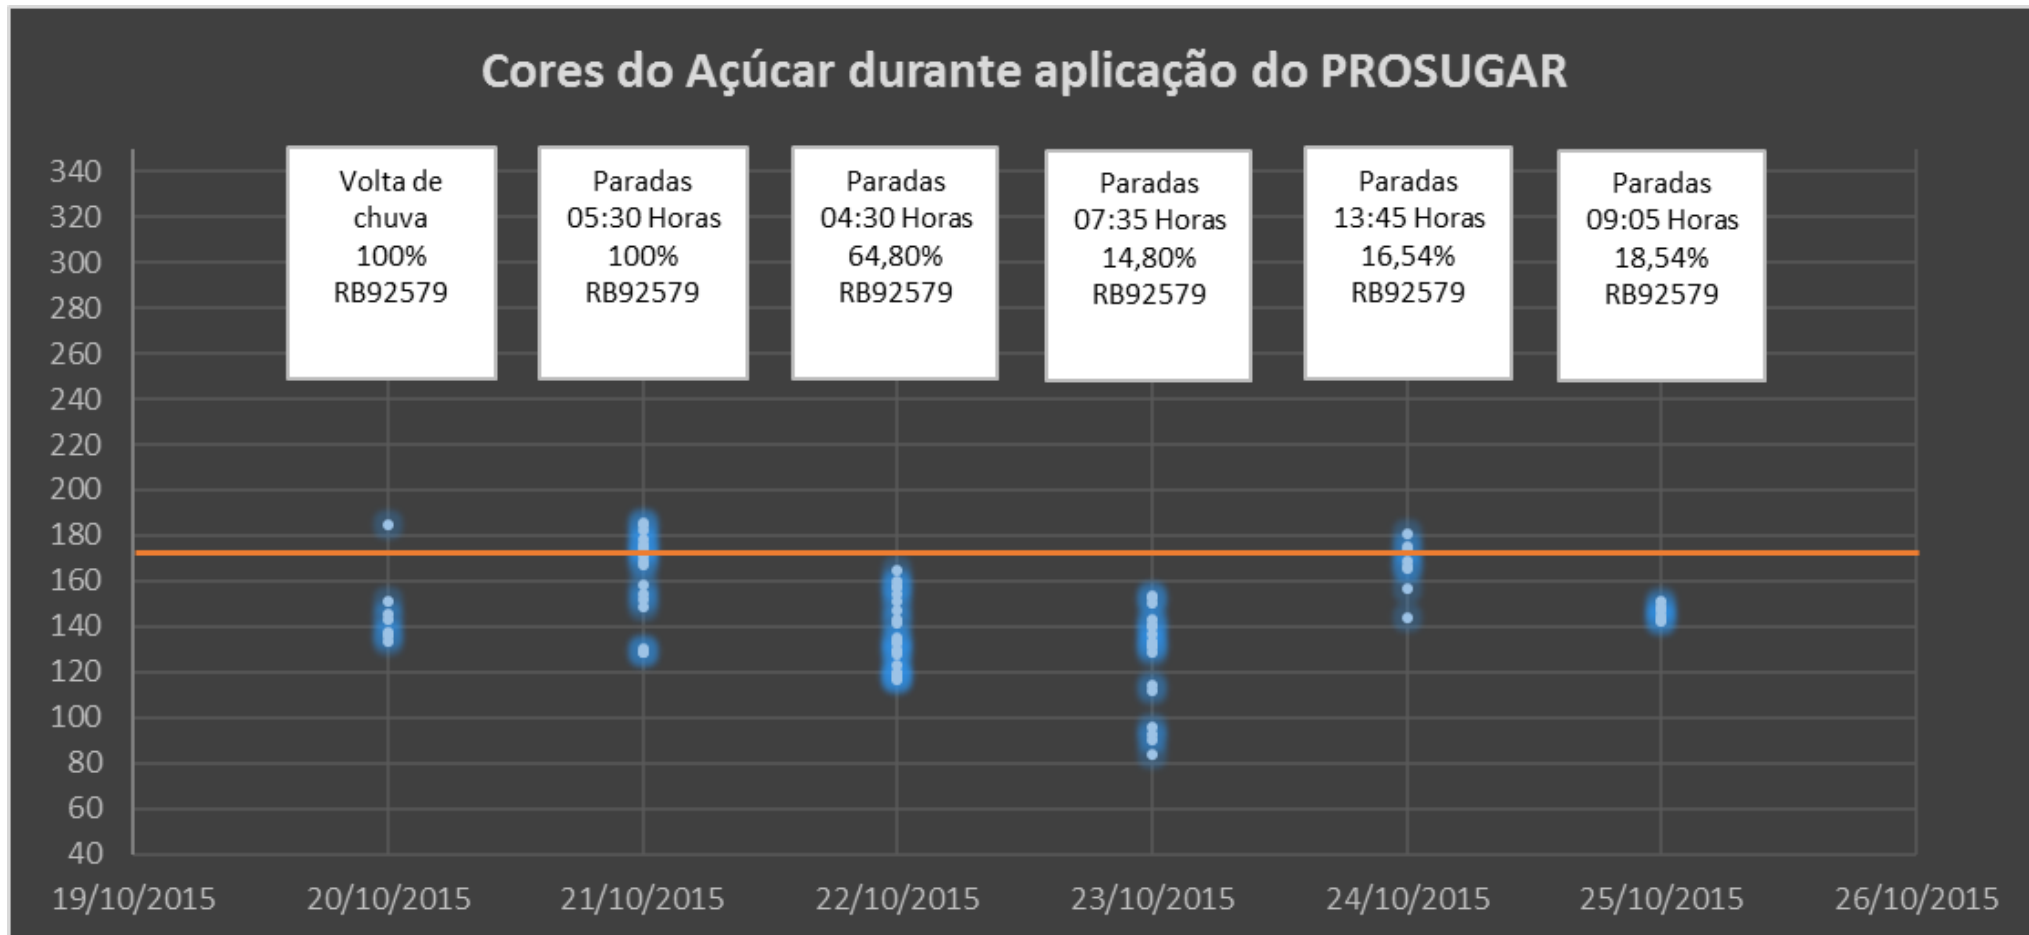 Cores do Açúcar durante aplicação do PROSUGAR
Volta de
chuva
100%
RB92579
Paradas
05:30 Horas
100%
RB92579
Paradas
04:30 Horas
64,80%
RB92579
Paradas
07:35 Horas
14,80%
RB92579
Paradas
13:45 Horas
16,54%
RB92579
Paradas
09:05 Horas
18,54%
RB92579
340
320
300
280
260
240
220
200
180
160
140
120
100
80
60
40
19/10/2015
20/10/2015
21/10/2015
22/10/2015
23/10/2015
24/10/2015
25/10/2015
26/10/2015